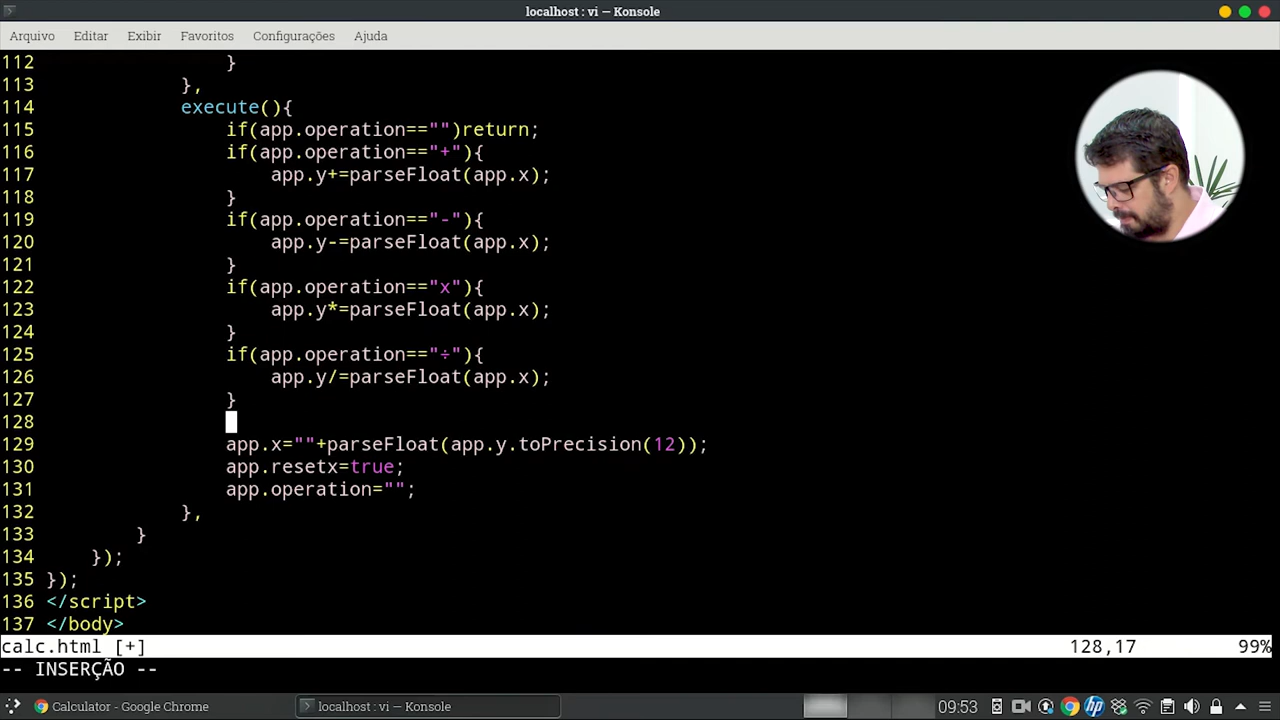 localhost : vi — Konsole
Arquivo Editar Exibir Favoritos Configurações Ajuda
112                 }
113             },
114             execute(){
115                 if(app.operation=="")return;
116                 if(app.operation=="+"){
117                     app.y+=parseFloat(app.x);
118                 }
119                 if(app.operation=="-"){
120                     app.y-=parseFloat(app.x);
121                 }
122                 if(app.operation=="x"){
123                     app.y*=parseFloat(app.x);
124                 }
125                 if(app.operation=="÷"){
126                     app.y/=parseFloat(app.x);
127                 }
128
129                 app.x=""+parseFloat(app.y.toPrecision(12));
130                 app.resetx=true;
131                 app.operation="";
132             },
133         }
134     });
135 });
136 </script>
137 </body>
calc.html [+] 128,17 99%
-- INSERÇÃO --
Calculator - Google Chrome localhost : vi — Konsole 09:53